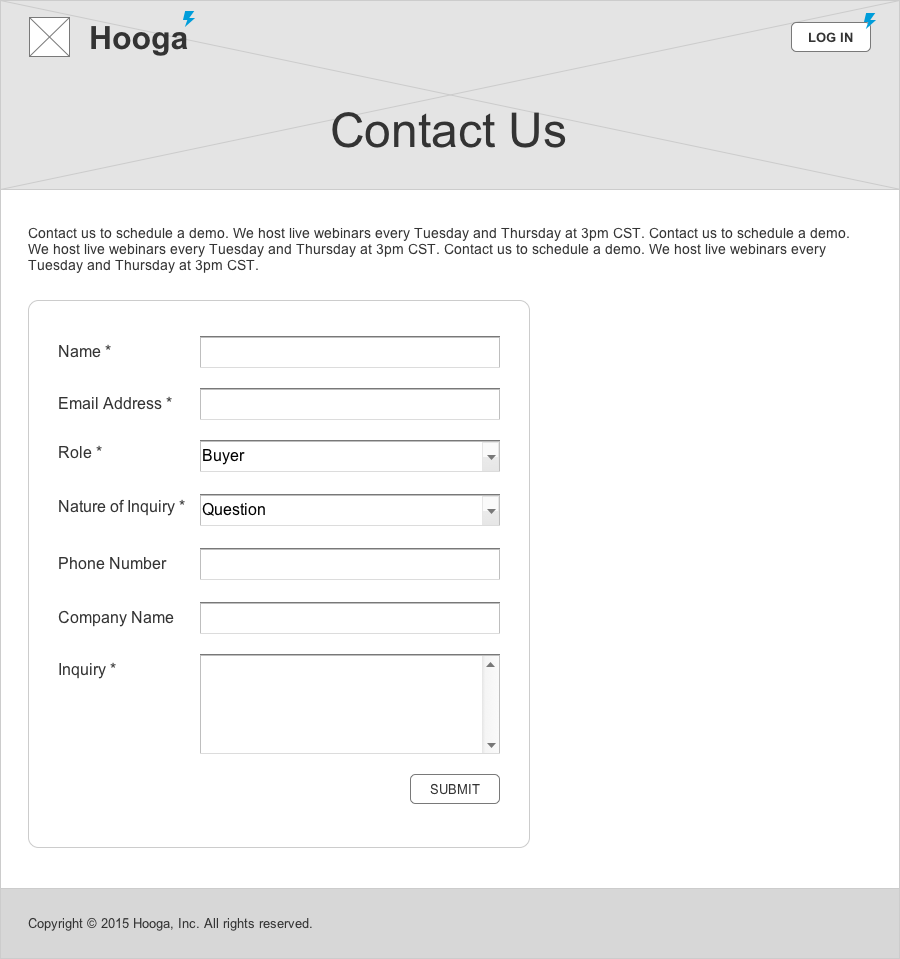 Hooga
LOG IN
Contact Us
Contact us to schedule a demo. We host live webinars every Tuesday and Thursday at 3pm CST. Contact us to schedule a demo.
We host live webinars every Tuesday and Thursday at 3pm CST. Contact us to schedule a demo. We host live webinars every
Tuesday and Thursday at 3pm CST.
Name *
Email Address *
Role *
Buyer
Nature of Inquiry *
Question
Phone Number
Company Name
Inquiry *
SUBMIT
Copyright © 2015 Hooga, Inc. All rights reserved.